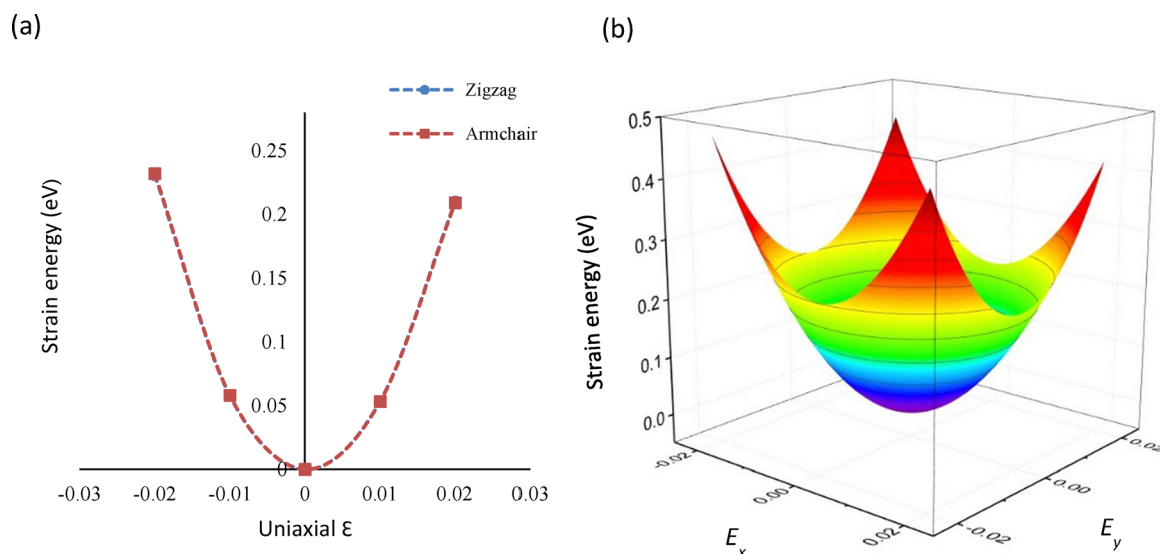 (a)
Zigzag
Armchair
Strain energy (eV)
0.25
0.2
0.15
0.1
0.05
0
-0.03 -0.02 -0.01 0 0.01 0.02 0.03
Uniaxial Ɛ
(b)
Strain energy (eV)
0.5
0.4
0.3
0.2
0.1
0.0
-0.02 0.00 0.02
Ex
-0.02 0.00 0.02
Ey